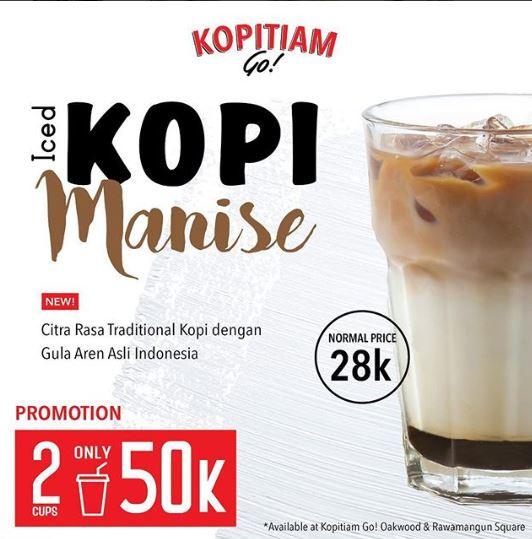 KOPITIAM
Go!
Iced
KOPI
Manise
NEW!
Citra Rasa Traditional Kopi dengan
Gula Aren Asli Indonesia
NORMAL PRICE
28k
PROMOTION
2 CUPS ONLY 50K
*Available at Kopitiam Go! Oakwood & Rawamangun Square